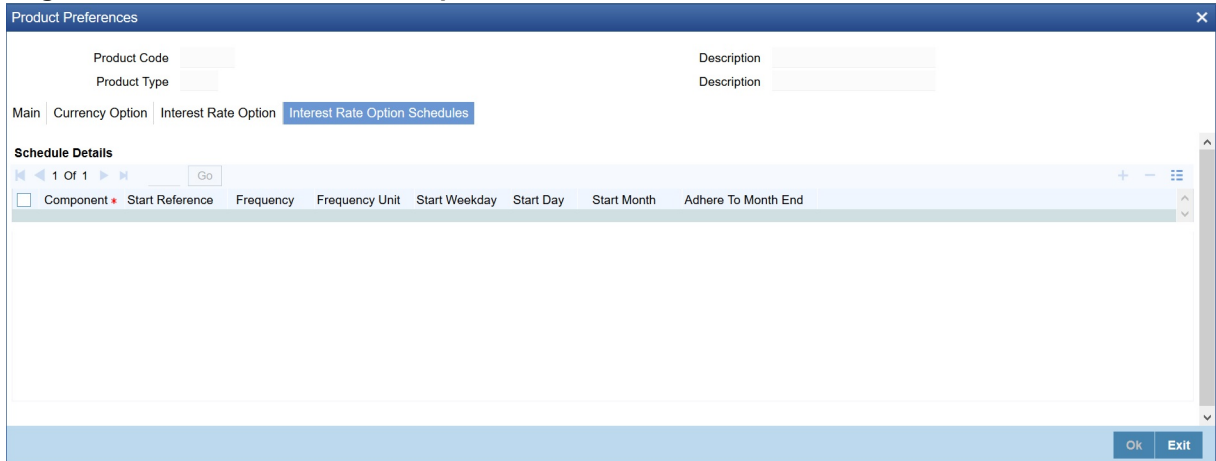 Product Preferences
Product Code Description
Product Type Description
Main Currency Option Interest Rate Option Interest Rate Option Schedules
Schedule Details
1 Of 1 Go
Component * Start Reference Frequency Frequency Unit Start Weekday Start Day Start Month Adhere To Month End
Ok Exit